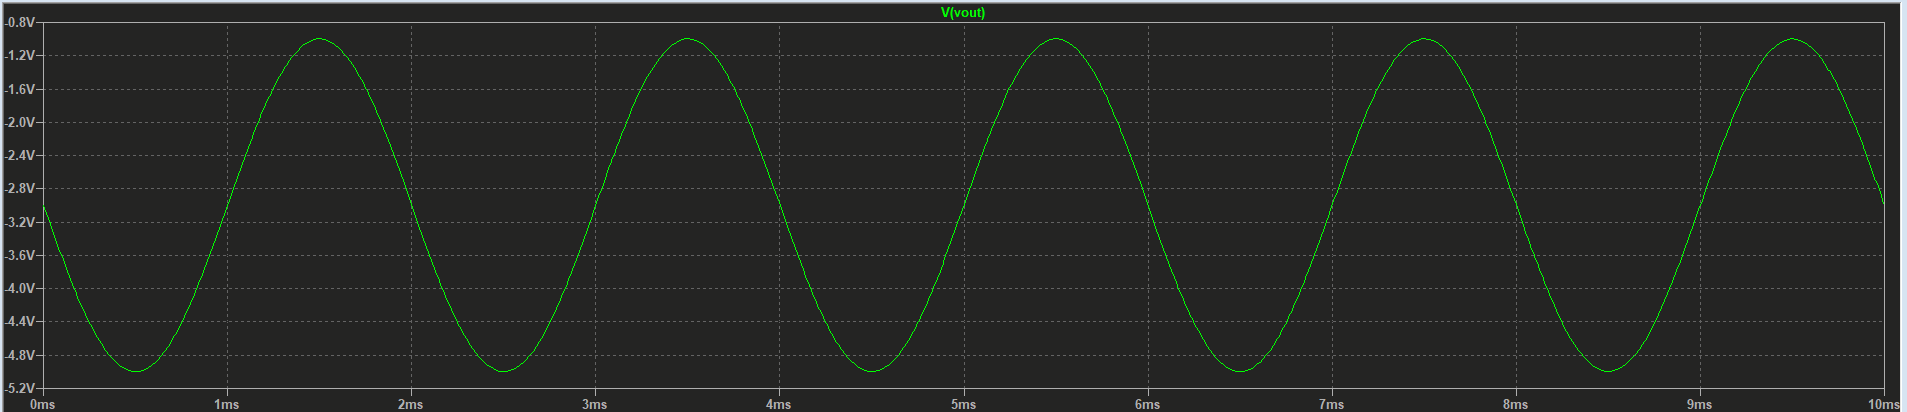 V(vout)
-0.8V
-1.2V
-1.6V
-2.0V
-2.4V
-2.8V
-3.2V
-3.6V
-4.0V
-4.4V
-4.8V
-5.2V
0ms 1ms 2ms 3ms 4ms 5ms 6ms 7ms 8ms 9ms 10ms